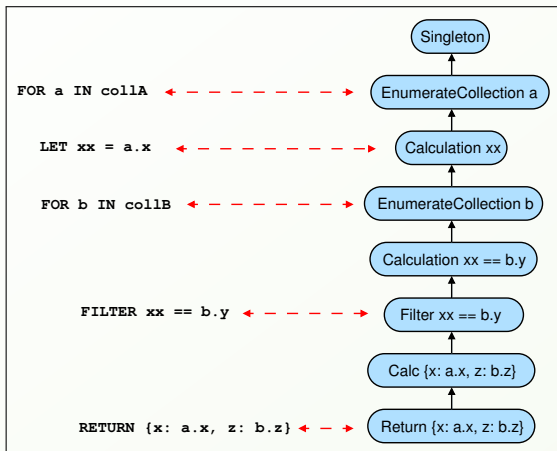 Singleton
FOR a IN collA
EnumerateCollection a
LET xx = a.x
Calculation xx
FOR b IN collB
EnumerateCollection b
Calculation xx == b.y
FILTER xx == b.y
Filter xx == b.y
Calc {x: a.x, z: b.z}
RETURN {x: a.x, z: b.z}
Return {x: a.x, z: b.z}